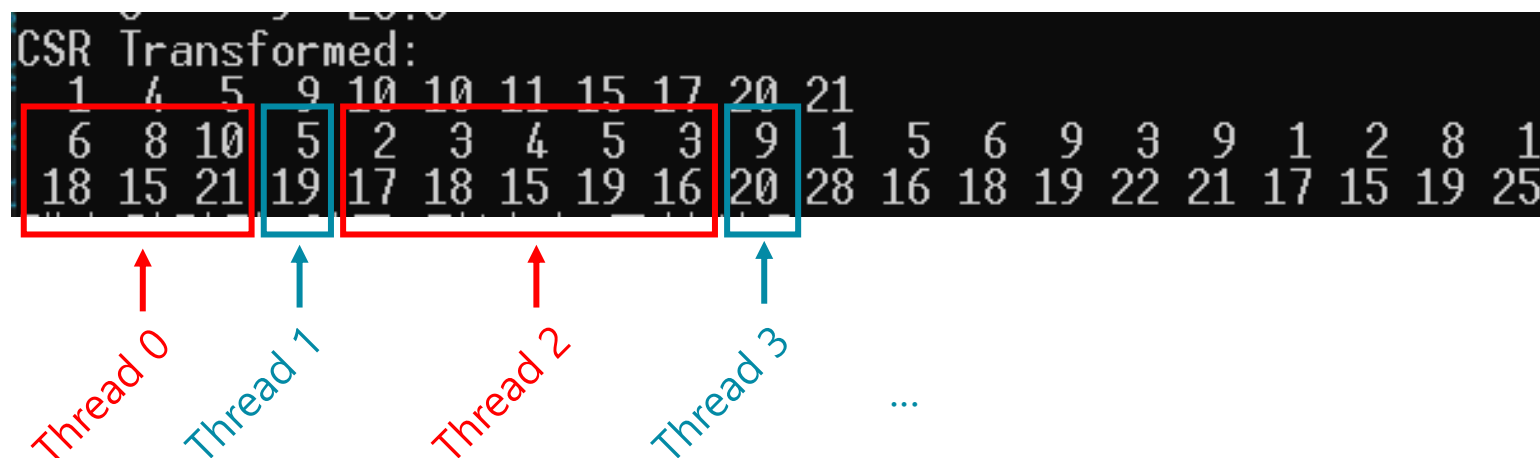 CSR Transformed:
1 4 5 9 10 10 11 15 17 20 21
6 8 10 5 2 3 4 5 3 9 1 5 6 9 3 9 1 2 8 1
18 15 21 19 17 18 15 19 16 20 28 16 18 19 22 21 17 15 19 25
Thread 0 Thread 1 Thread 2 Thread 3 ...